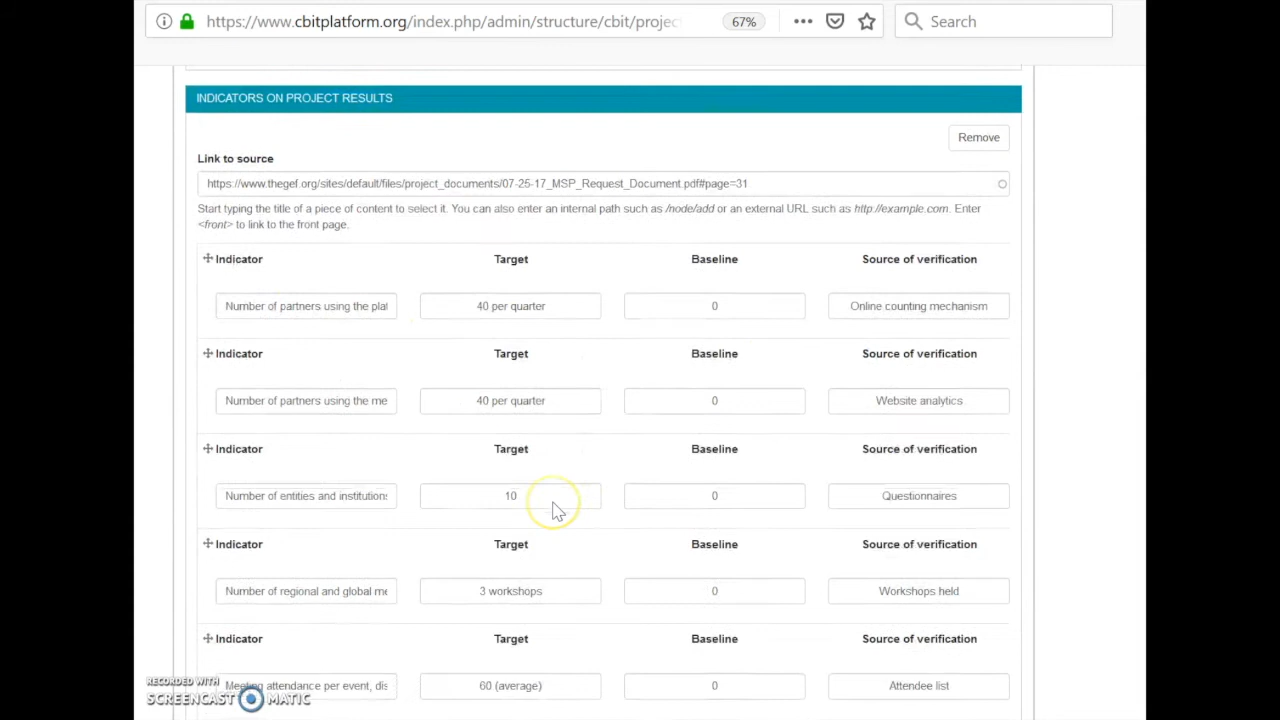 https://www.cbitplatform.org/index.php/admin/structure/cbit/projec
67%
Search
INDICATORS ON PROJECT RESULTS
Remove
Link to source
https://www.thegef.org/sites/default/files/project_documents/07-25-17_MSP_Request_Document.pdf#page=31
Start typing the title of a piece of content to select it. You can also enter an internal path such as /node/add or an external URL such as http://example.com. Enter
<front> to link to the front page.
Indicator Target Baseline Source of verification
Number of partners using the plat 40 per quarter 0 Online counting mechanism
Indicator Target Baseline Source of verification
Number of partners using the me 40 per quarter 0 Website analytics
Indicator Target Baseline Source of verification
Number of entities and institutions 10 0 Questionnaires
Indicator Target Baseline Source of verification
Number of regional and global me 3 workshops 0 Workshops held
Indicator Target Baseline Source of verification
Meeting attendance per event, dis 60 (average) 0 Attendee list
RECORDED WITH
SCREENCAST MATIC